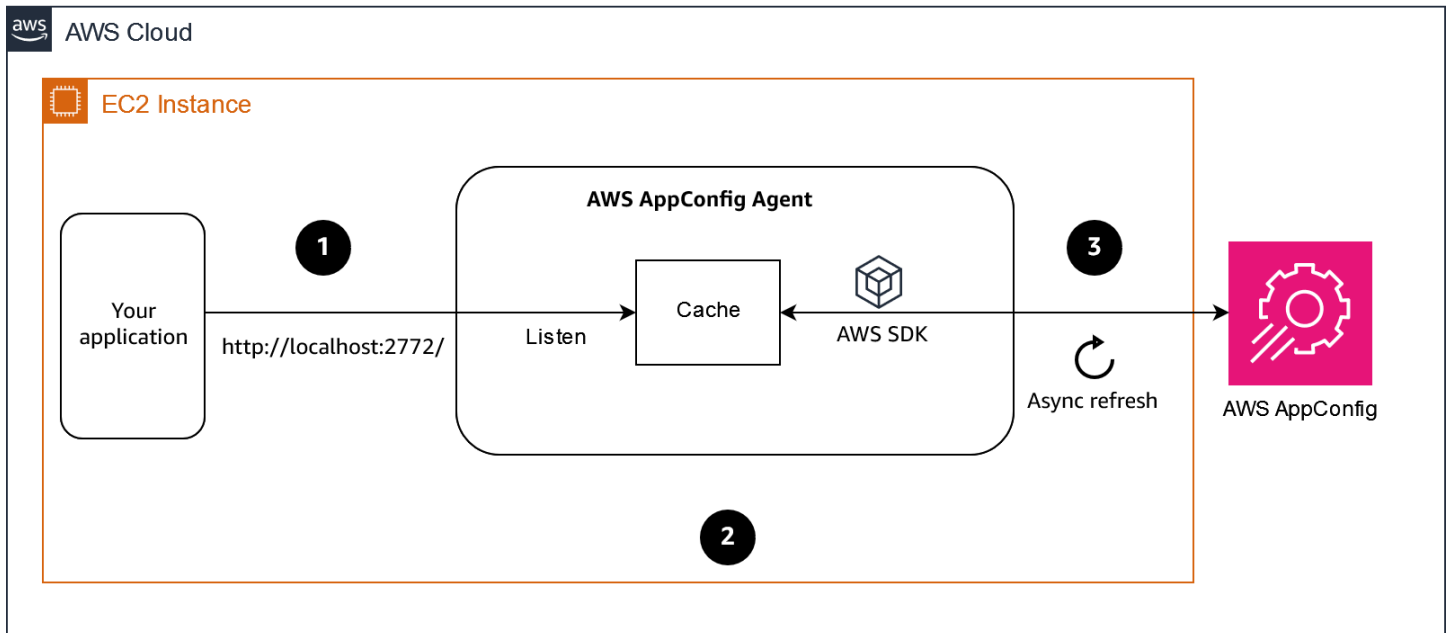 aws
AWS Cloud
EC2 Instance
AWS AppConfig Agent
1
3
Your
application
http://localhost:2772/
Listen
Cache
AWS SDK
Async refresh
AWS AppConfig
2